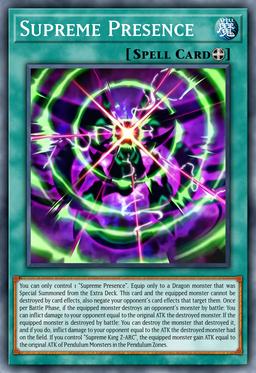 Supreme Presence
SPELL
[Spell Card]
You can only control 1 "Supreme Presence". Equip only to a Dragon monster that was
Special Summoned from the Extra Deck. This card and the equipped monster cannot be
destroyed by card effects, also negate your opponent's card effects that target them. Once
per Battle Phase, if the equipped monster destroys an opponent's monster by battle: You
can inflict damage to your opponent equal to the original ATK the destroyed monster. If the
equipped monster is destroyed by battle: You can destroy the monster that destroyed it,
and if you do, inflict damage to your opponent equal to the ATK the destroyed monster had
on the field. If you control "Supreme King Z-ARC", the equipped monster gain ATK equal to
the original ATK of Pendulum Monsters in the Pendulum Zones.